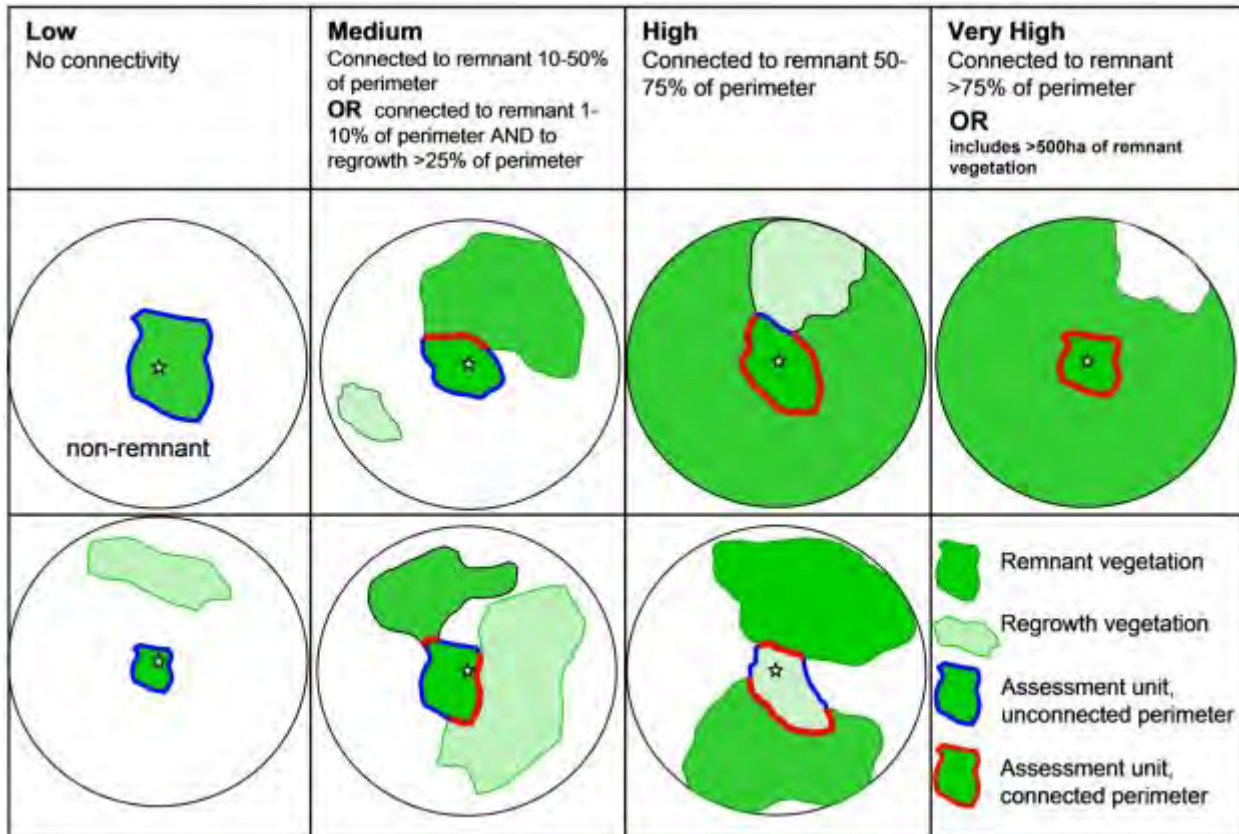 Low
No connectivity
Medium
Connected to remnant 10-50%
of perimeter
OR connected to remnant 1-
10% of perimeter AND to
regrowth >25% of perimeter
High
Connected to remnant 50-
75% of perimeter
Very High
Connected to remnant
>75% of perimeter
OR
includes >500ha of remnant
vegetation
non-remnant
Remnant vegetation
Regrowth vegetation
Assessment unit,
unconnected perimeter
Assessment unit,
connected perimeter